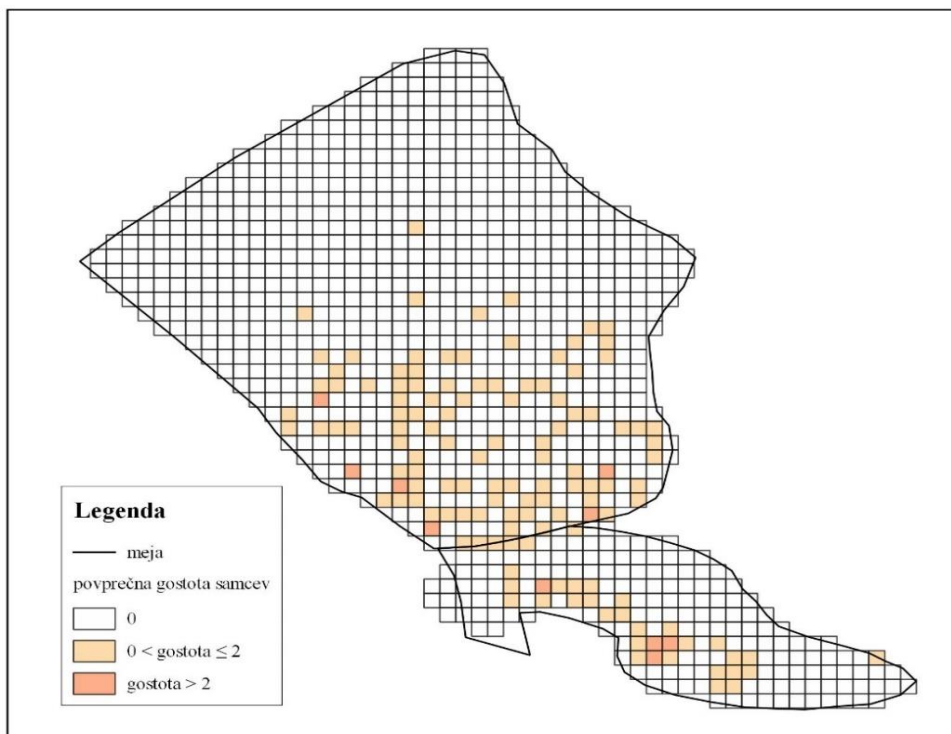 Legenda
meja
povprečna gostota samcev
0
0 < gostota ≤ 2
gostota > 2